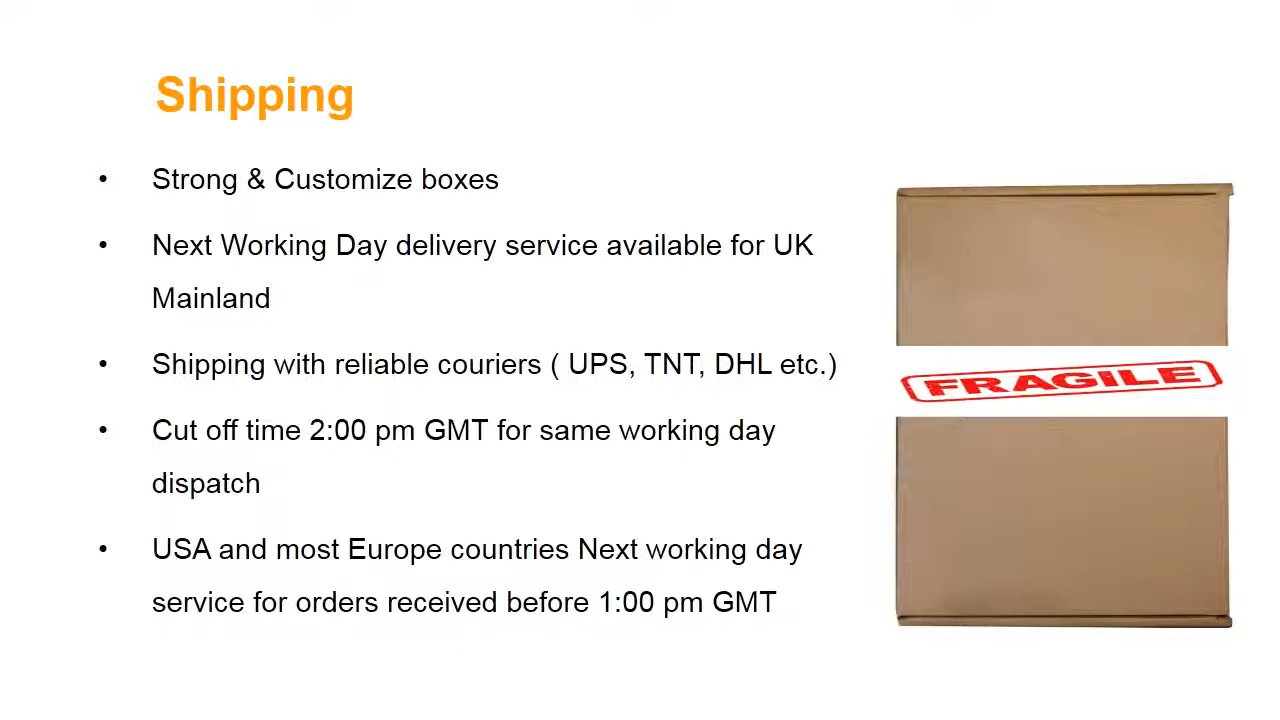 Shipping
• Strong & Customize boxes
• Next Working Day delivery service available for UK
Mainland
• Shipping with reliable couriers ( UPS, TNT, DHL etc.)
• Cut off time 2:00 pm GMT for same working day
dispatch
• USA and most Europe countries Next working day
service for orders received before 1:00 pm GMT
FRAGILE